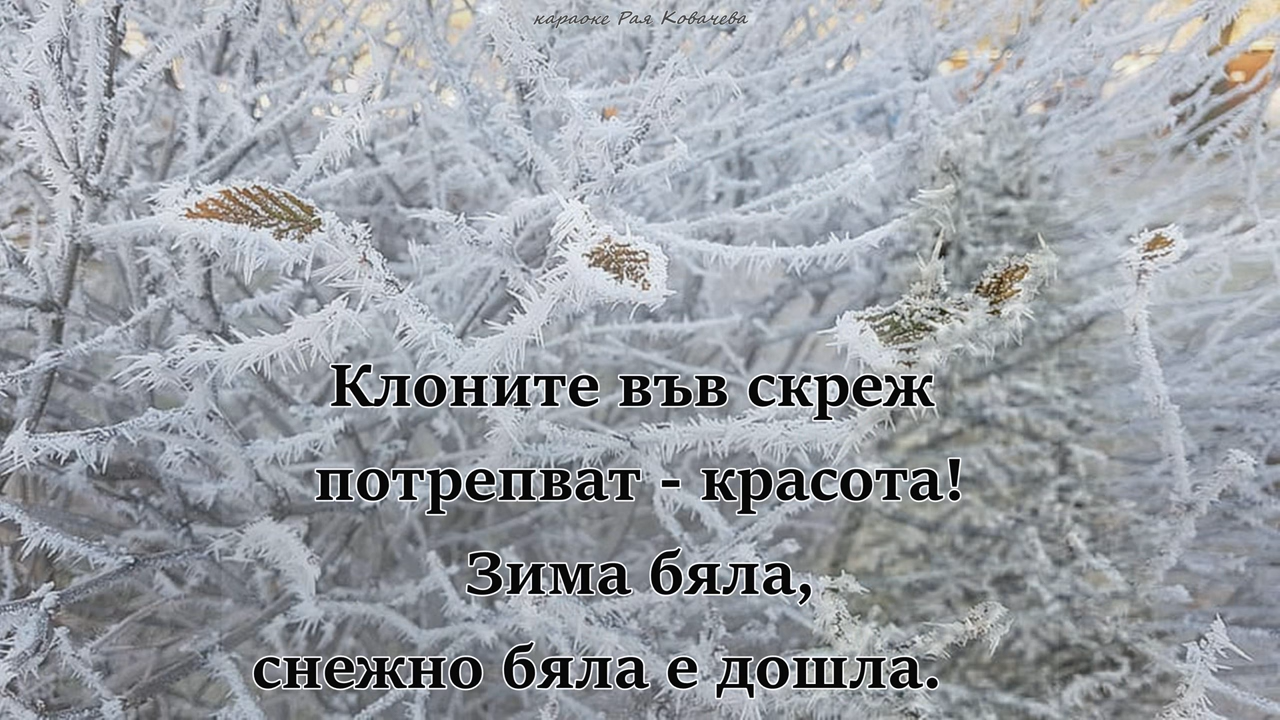 караоке Рая Ковачева
Клоните във скреж
потрепват - красота!
Зима бяла,
снежно бяла е дошла.